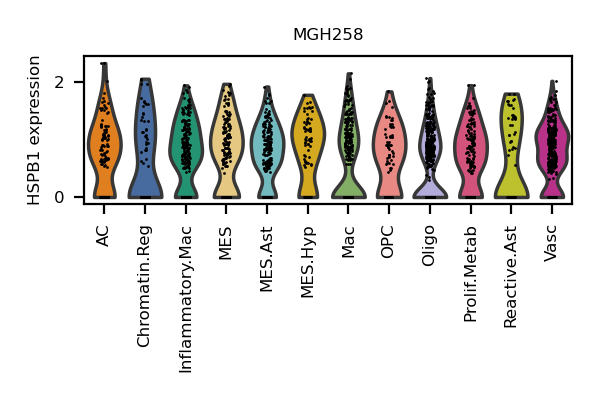 MGH258
HSPB1 expression
2
0
AC
Chromatin.Reg
Inflammatory.Mac
MES
MES.Ast
MES.Hyp
Mac
OPC
Oligo
Prolif.Metab
Reactive.Ast
Vasc